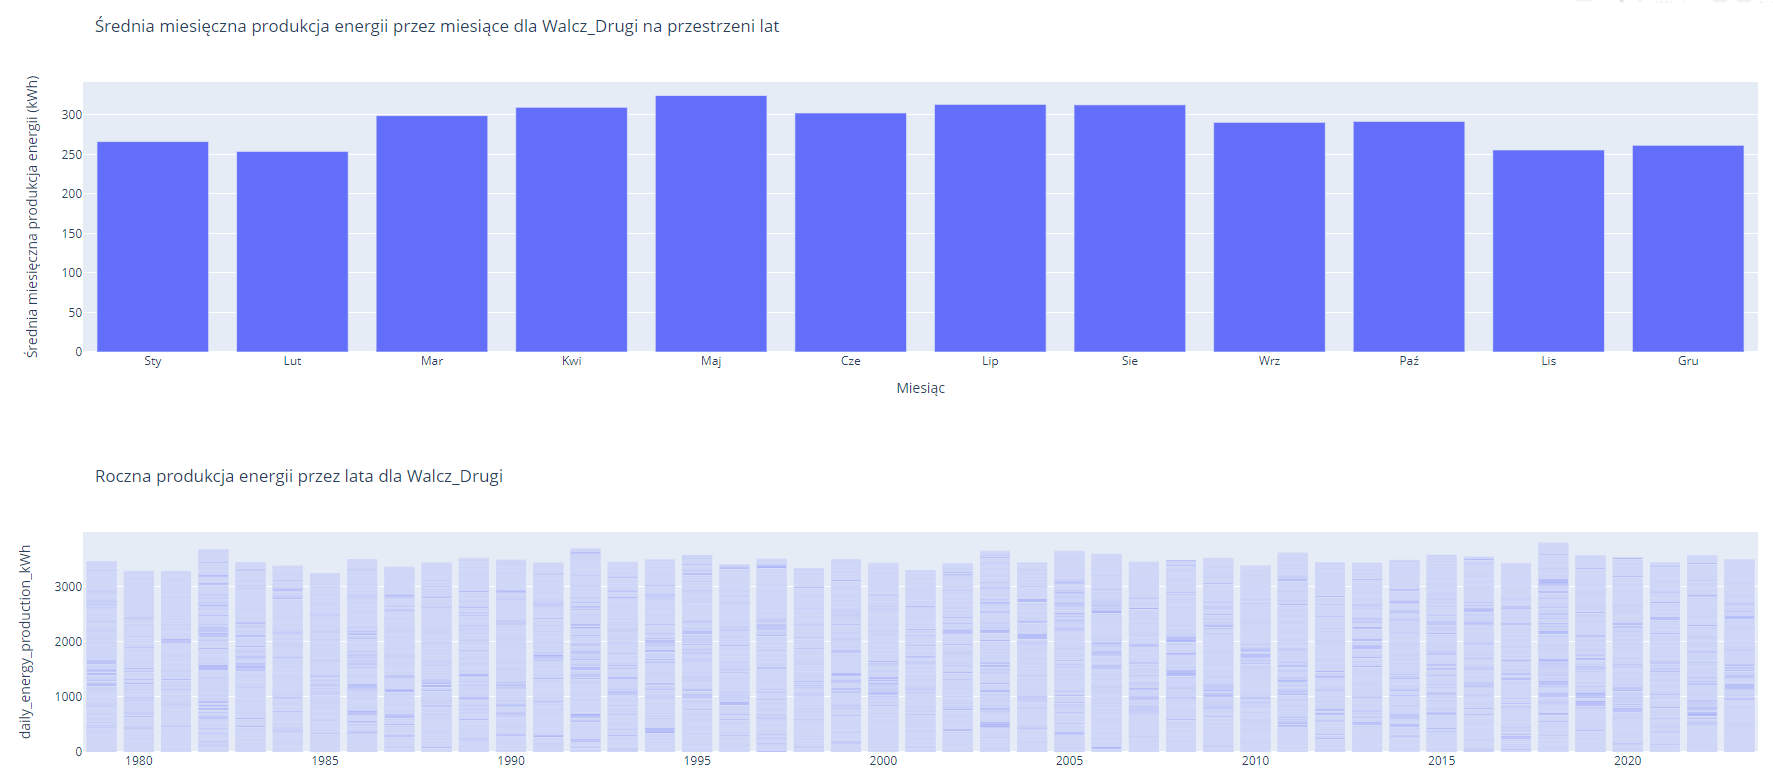 Średnia miesięczna produkcja energii przez miesiące dla Walcz_Drugi na przestrzeni lat
Średnia miesięczna produkcja energii (kWh)
300
250
200
150
100
50
0
Sty Lut Mar Kwi Maj Cze Lip Sie Wrz Paź Lis Gru
Miesiąc
Roczna produkcja energii przez lata dla Walcz_Drugi
daily_energy_production_kWh
3000
2000
1000
0
1980 1985 1990 1995 2000 2005 2010 2015 2020